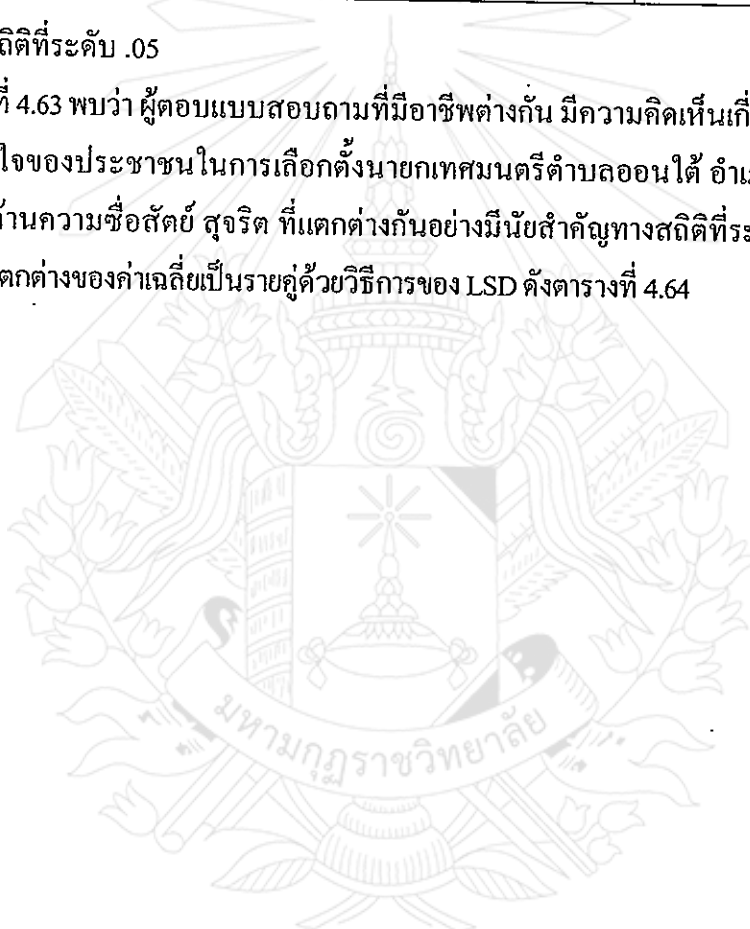 ถิติที่ระดับ .05
ที่ 4.63 พบว่า ผู้ตอบแบบสอบถามที่มีอาชีพต่างกัน มีความคิดเห็นเกี่
ใจของประชาชนในการเลือกตั้งนายกเทศมนตรีตำบลออนใต้ อำเ
ด้านความซื่อสัตย์ สุจริต ที่แตกต่างกันอย่างมีนัยสำคัญทางสถิติที่ระ
ตกต่างของค่าเฉลี่ยเป็นรายคู่ด้วยวิธีการของ LSD ดังตารางที่ 4.64
มหามกุฏราชวิทยาลัย